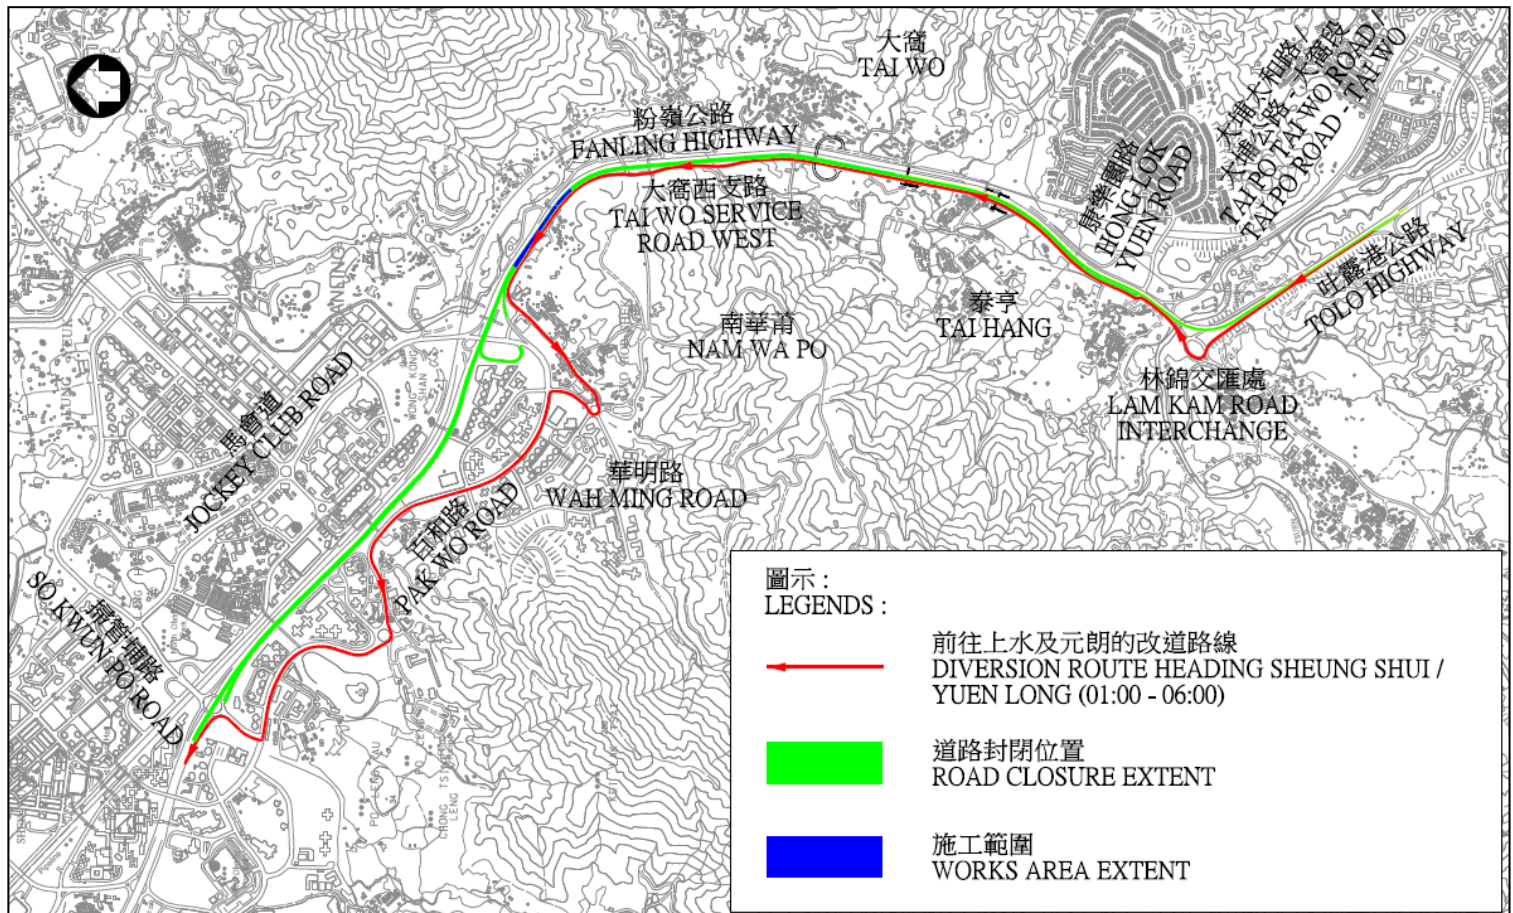 大窩
TAI WO
粉嶺公路
FANLING HIGHWAY
大窩西支路
TAI WO SERVICE
ROAD WEST
康樂園路
HONG LOK
YUEN ROAD
大埔大和路 /
大埔公路 - 大窩段
TAI PO TAI WO ROAD /
TAI PO ROAD - TAI WO
吐露港公路
TOLO HIGHWAY
泰亨
TAI HANG
南華莆
NAM WA PO
林錦交匯處
LAM KAM ROAD
INTERCHANGE
馬會道
JOCKEY CLUB ROAD
WONG KONG
SHAN
華明路
WAH MING ROAD
百和路
PAK WO ROAD
掃管埔路
SO KWUN PO ROAD
圖示 :
LEGENDS :
前往上水及元朗的改道路線
DIVERSION ROUTE HEADING SHEUNG SHUI /
YUEN LONG (01:00 - 06:00)
道路封閉位置
ROAD CLOSURE EXTENT
施工範圍
WORKS AREA EXTENT